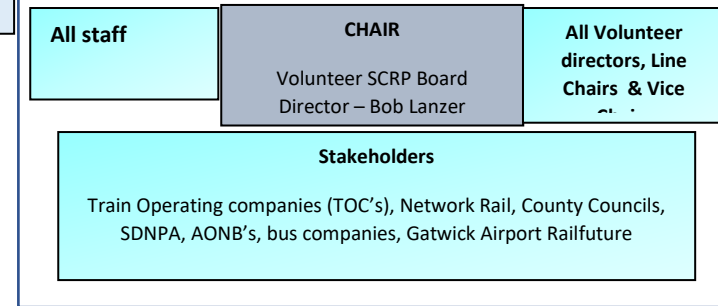 All staff
CHAIR
Volunteer SCRP Board
Director – Bob Lanzer
All Volunteer
directors, Line
Chairs & Vice
Stakeholders
Train Operating companies (TOC's), Network Rail, County Councils,
SDNPA, AONB's, bus companies, Gatwick Airport Railfuture